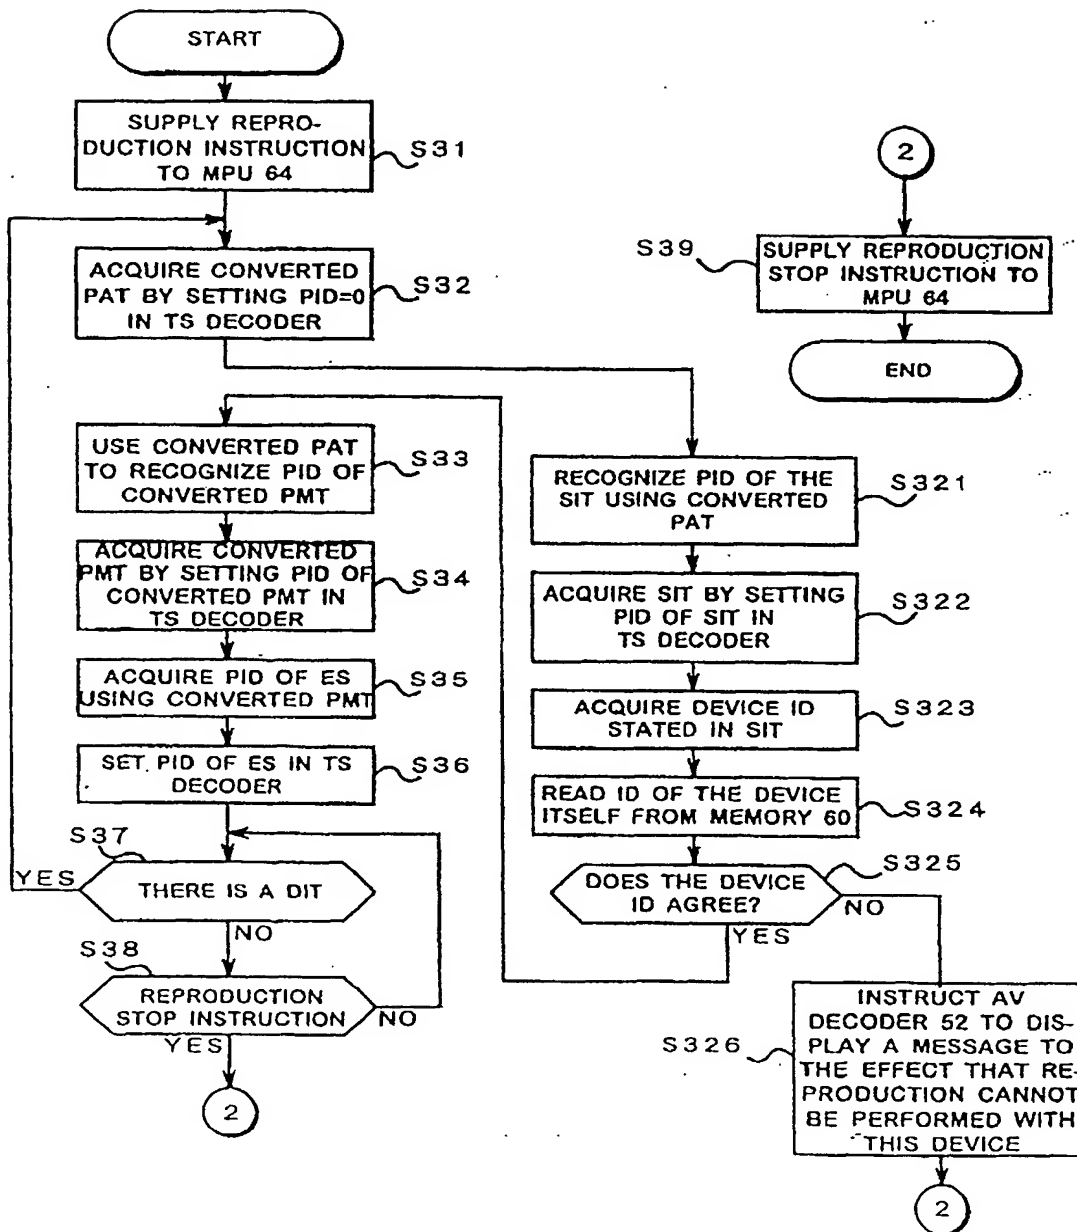 START
SUPPLY REPRO-
DUCTION INSTRUCTION
TO MPU 64
S31
ACQUIRE CONVERTED
PAT BY SETTING PID=0
IN TS DECODER
S32
USE CONVERTED PAT
TO RECOGNIZE PID OF
CONVERTED PMT
S33
ACQUIRE CONVERTED
PMT BY SETTING PID OF
CONVERTED PMT IN
TS DECODER
S34
ACQUIRE PID OF ES
USING CONVERTED PMT
S35
SET PID OF ES IN TS
DECODER
S36
S37
YES
THERE IS A DIT
NO
S38
REPRODUCTION
STOP INSTRUCTION
NO
YES
2
2
S39
SUPPLY REPRODUCTION
STOP INSTRUCTION TO
MPU 64
END
RECOGNIZE PID OF THE
SIT USING CONVERTED
PAT
S321
ACQUIRE SIT BY SETTING
PID OF SIT IN
TS DECODER
S322
ACQUIRE DEVICE ID
STATED IN SIT
S323
READ ID OF THE DEVICE
ITSELF FROM MEMORY 60
S324
S325
DOES THE DEVICE
ID AGREE?
NO
YES
S326
INSTRUCT AV
DECODER 52 TO DIS-
PLAY A MESSAGE TO
THE EFFECT THAT RE-
PRODUCTION CANNOT
BE PERFORMED WITH
THIS DEVICE
2